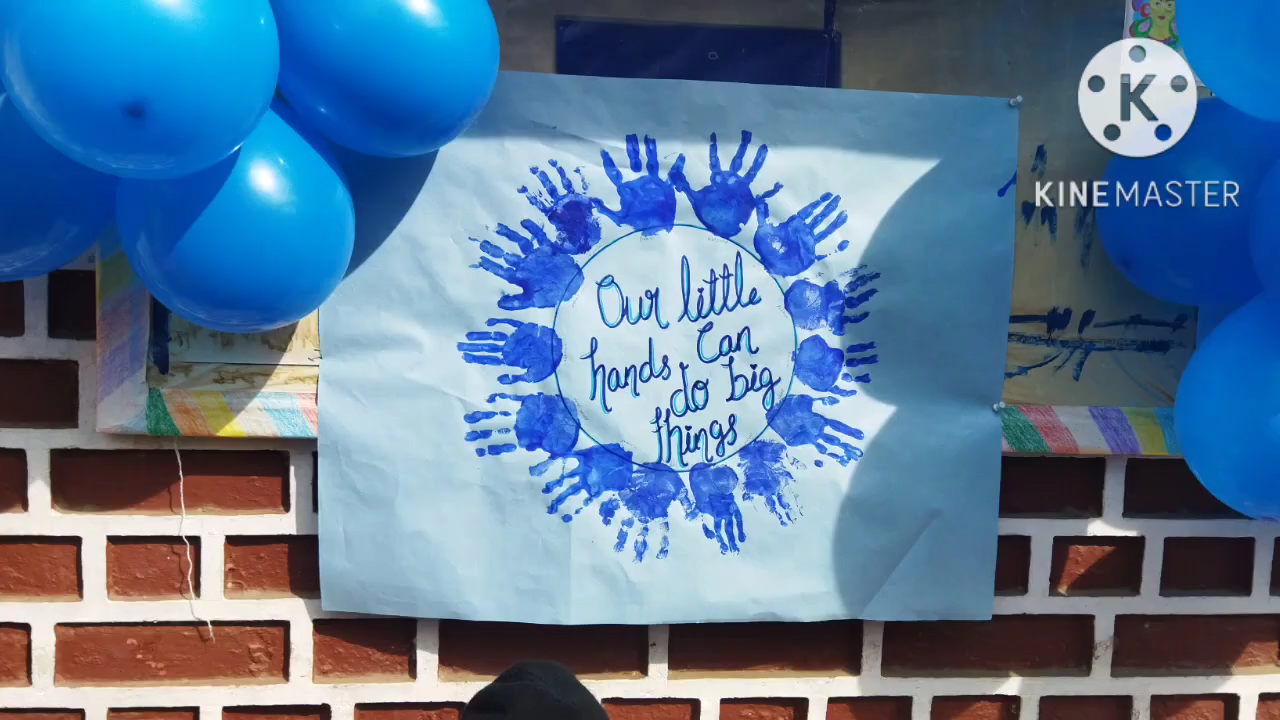 Our little
hands Can
do big
things
K
KINEMASTER